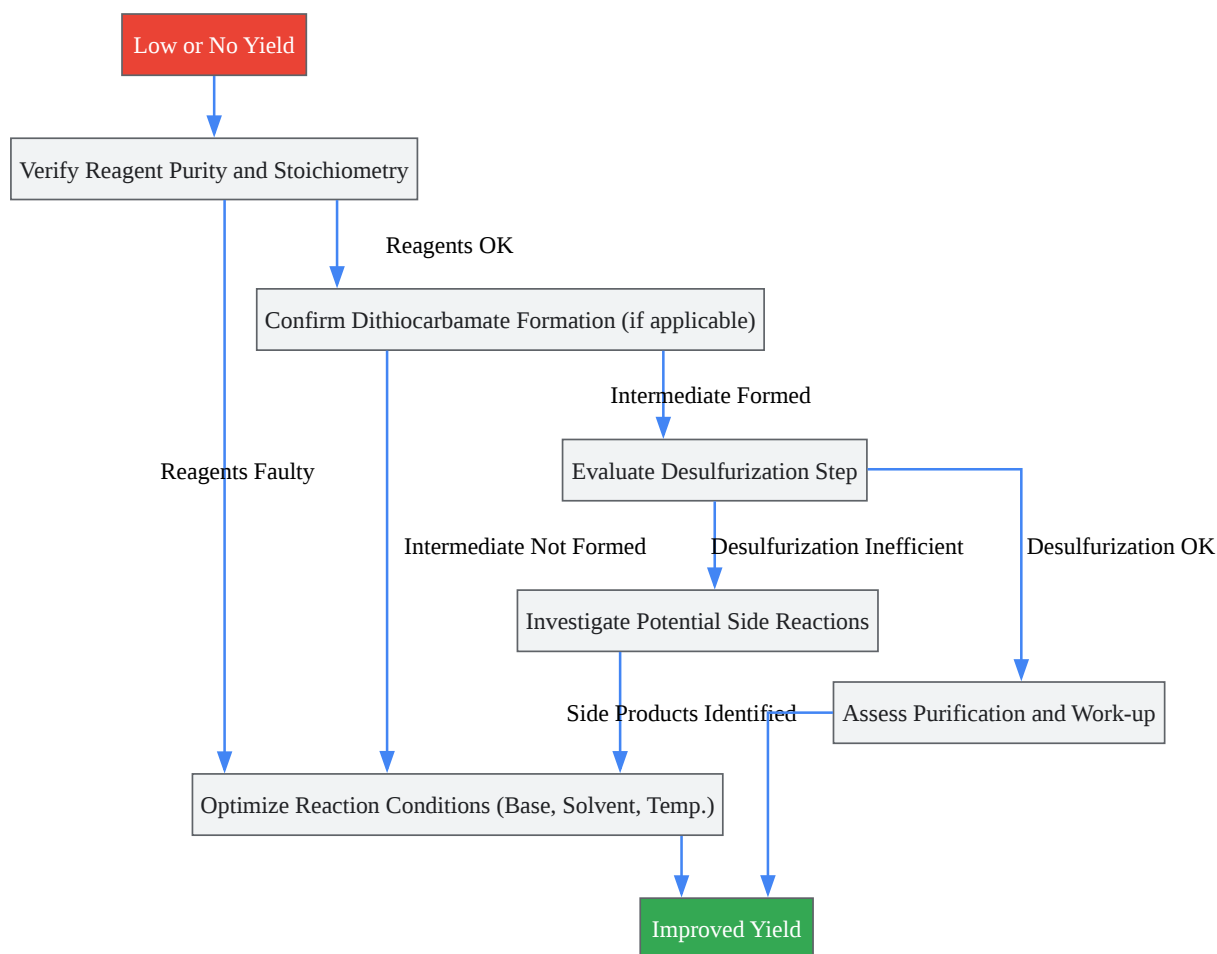 Low or No Yield
Verify Reagent Purity and Stoichiometry
Reagents OK
Confirm Dithiocarbamate Formation (if applicable)
Intermediate Formed
Reagents Faulty
Evaluate Desulfurization Step
Intermediate Not Formed
Desulfurization Inefficient
Desulfurization OK
Investigate Potential Side Reactions
Side Products Identified
Assess Purification and Work-up
Optimize Reaction Conditions (Base, Solvent, Temp.)
Improved Yield